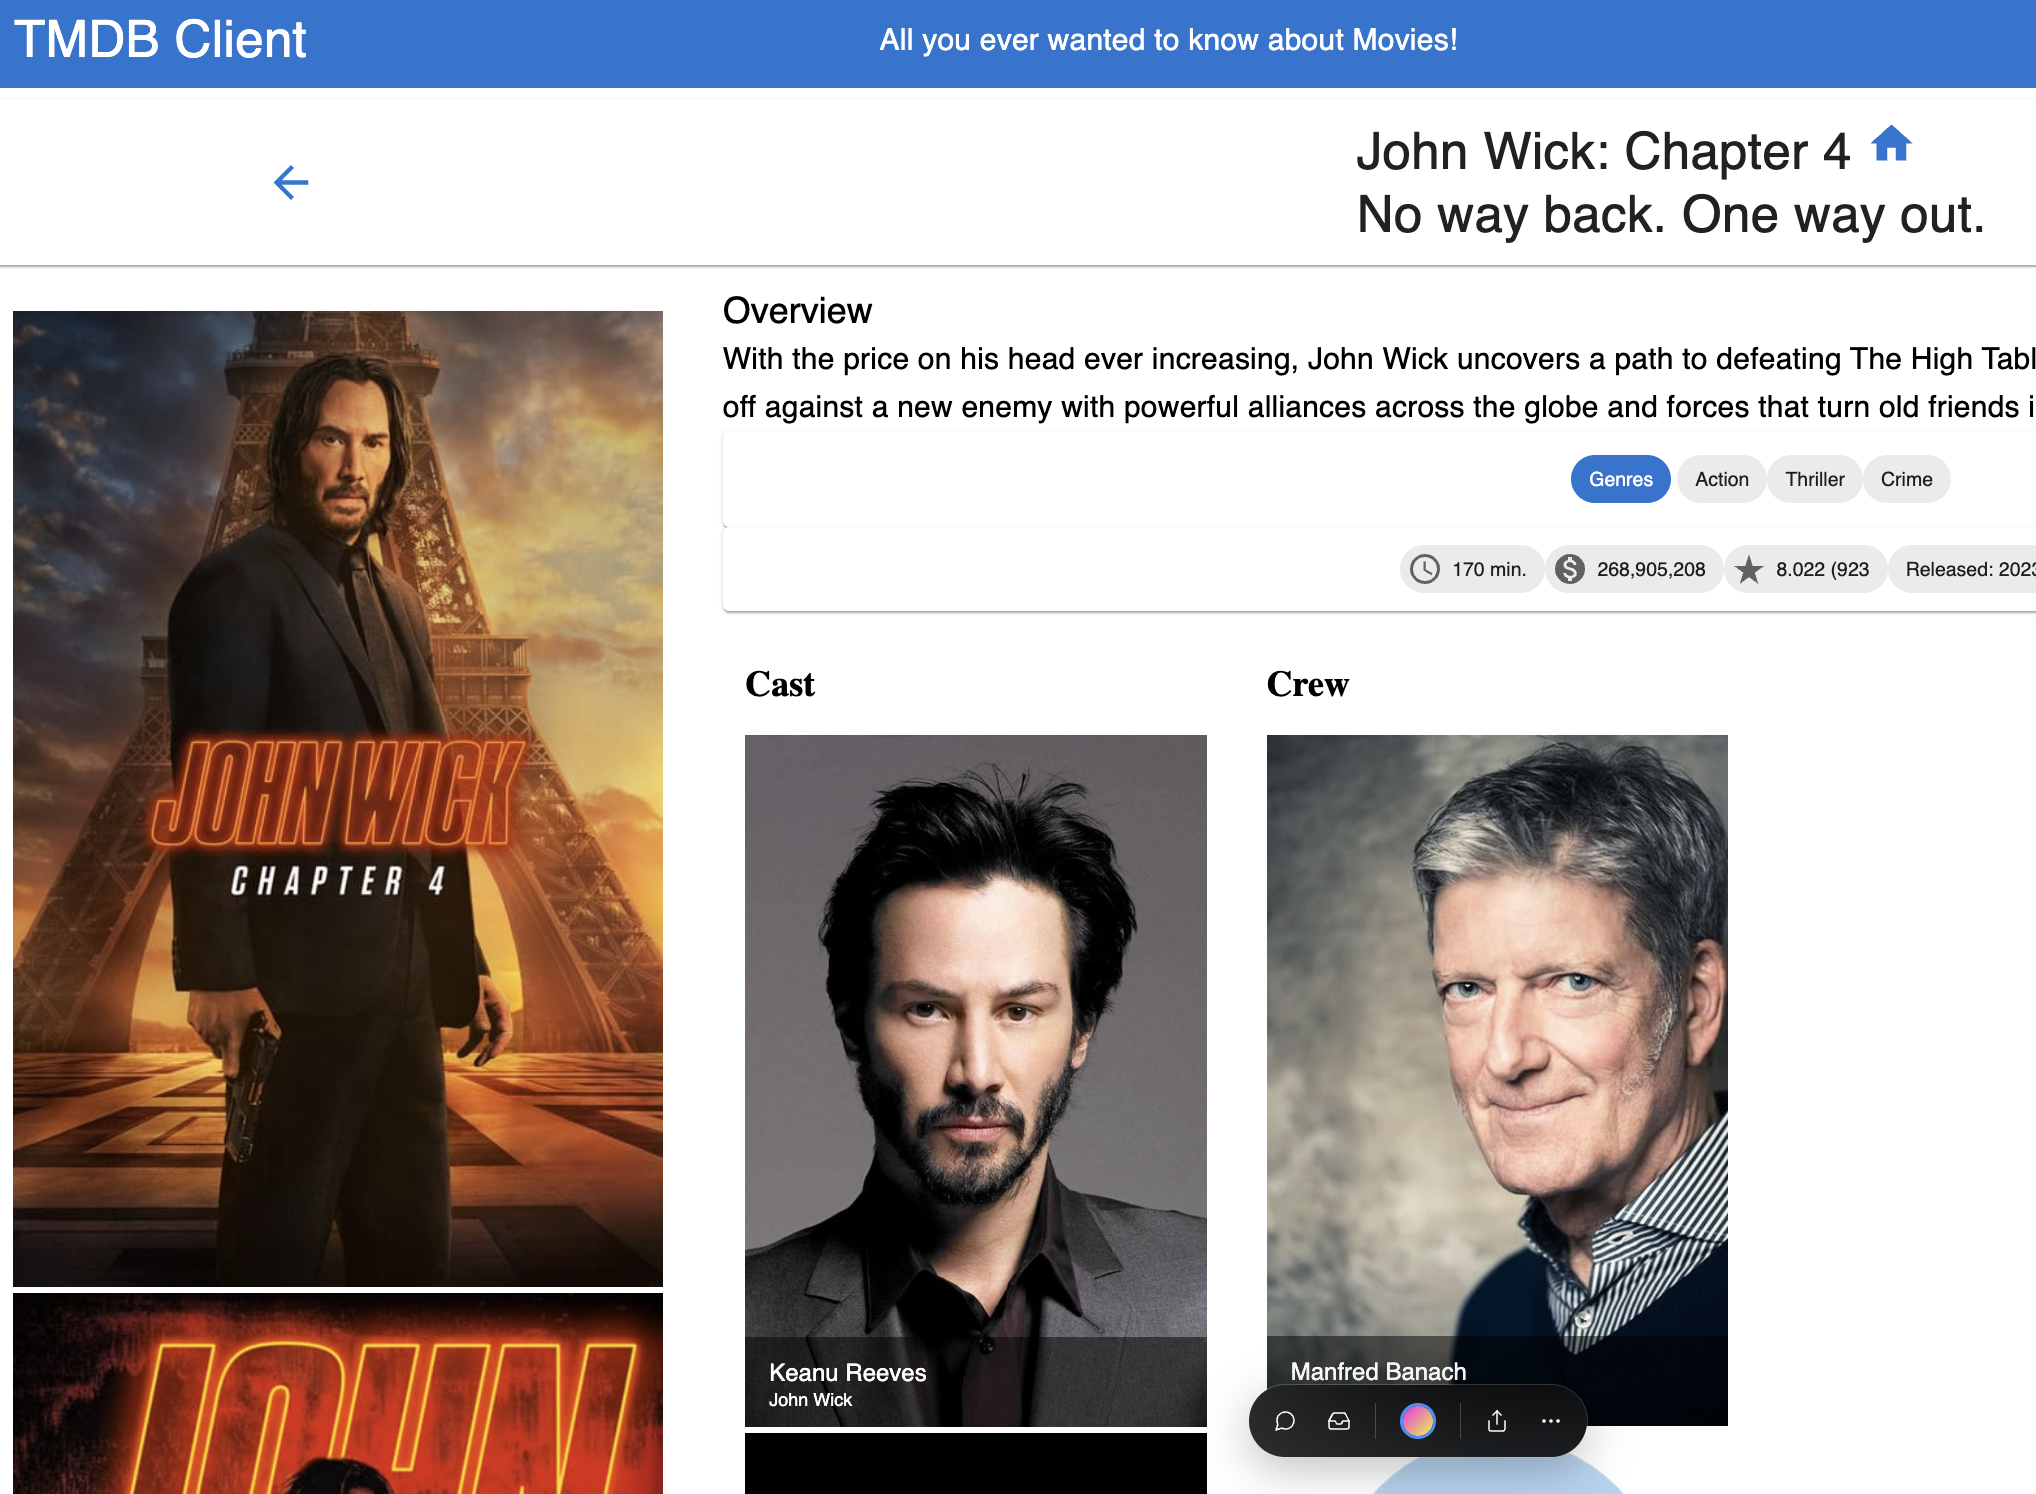 TMDB Client
All you ever wanted to know about Movies!
John Wick: Chapter 4
No way back. One way out.
Overview
With the price on his head ever increasing, John Wick uncovers a path to defeating The High Tabl
off against a new enemy with powerful alliances across the globe and forces that turn old friends i
Genres
Action
Thriller
Crime
170 min.
268,905,208
8.022 (923
Released: 2023
JOHN WICK
CHAPTER 4
JOHN
Cast
Crew
Keanu Reeves
John Wick
Manfred Banach